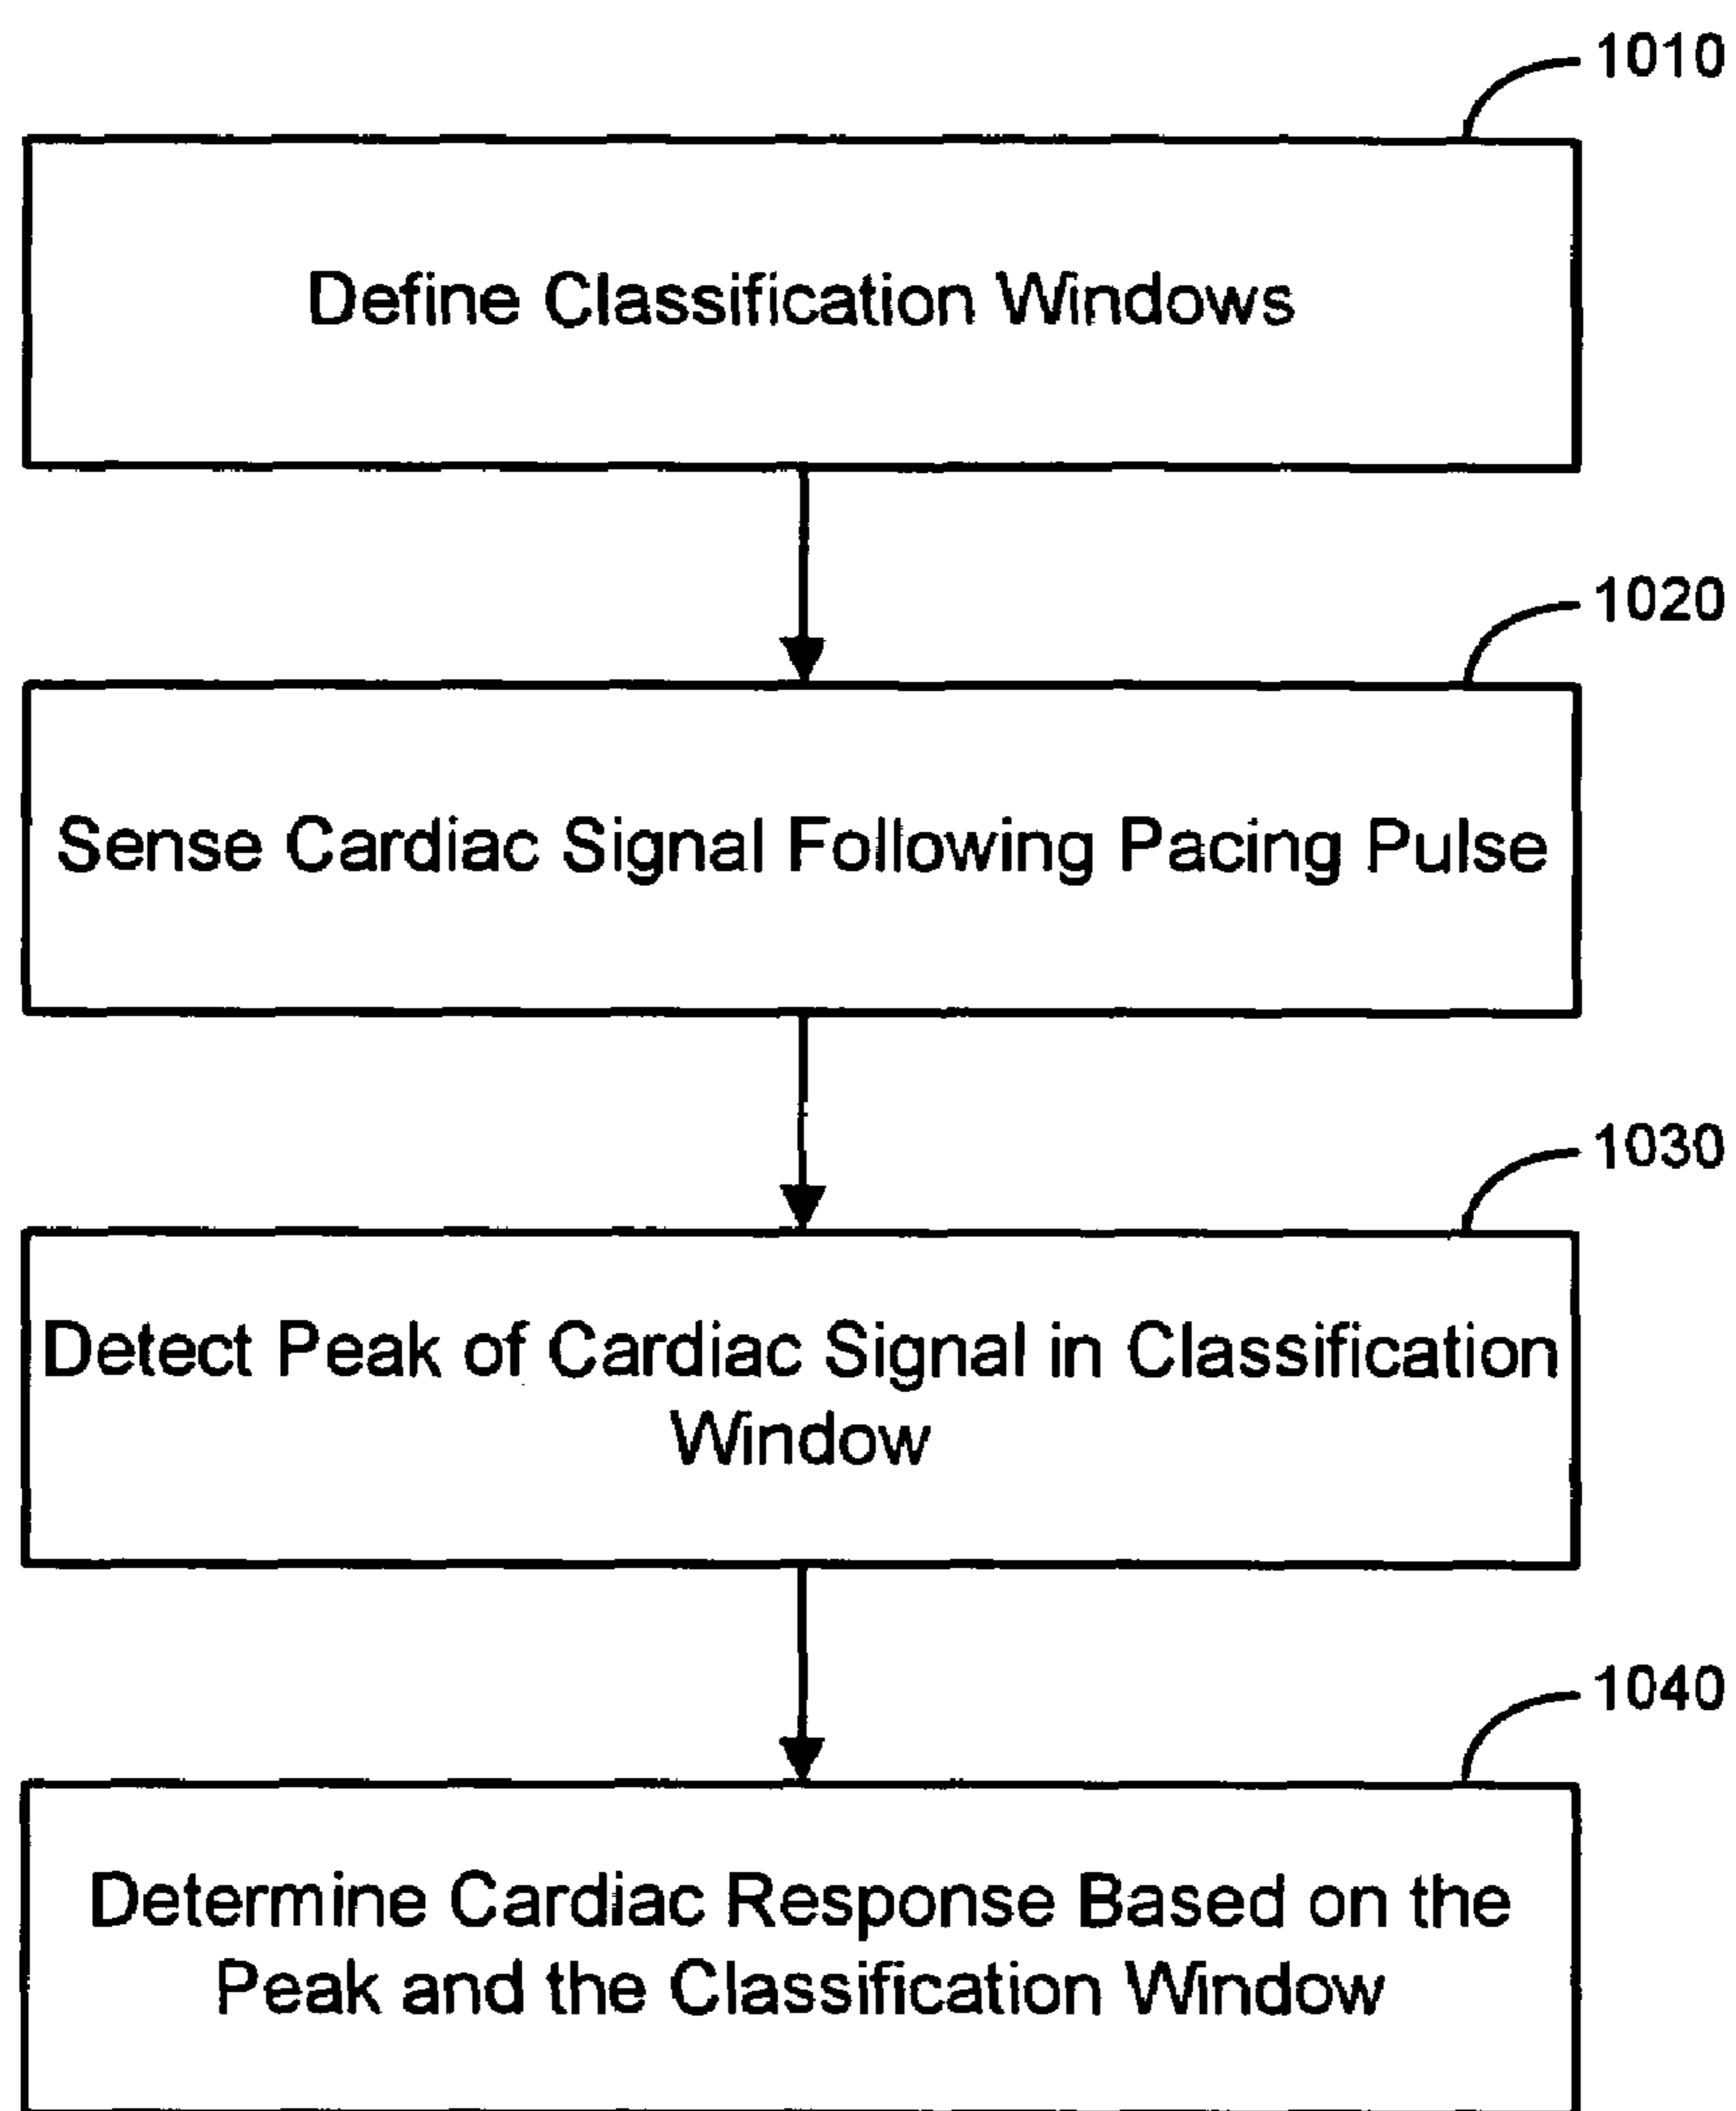 1010
Define Classification Windows
1020
Sense Cardiac Signal Following Pacing Pulse
1030
Detect Peak of Cardiac Signal in Classification
Window
1040
Determine Cardiac Response Based on the
Peak and the Classification Window